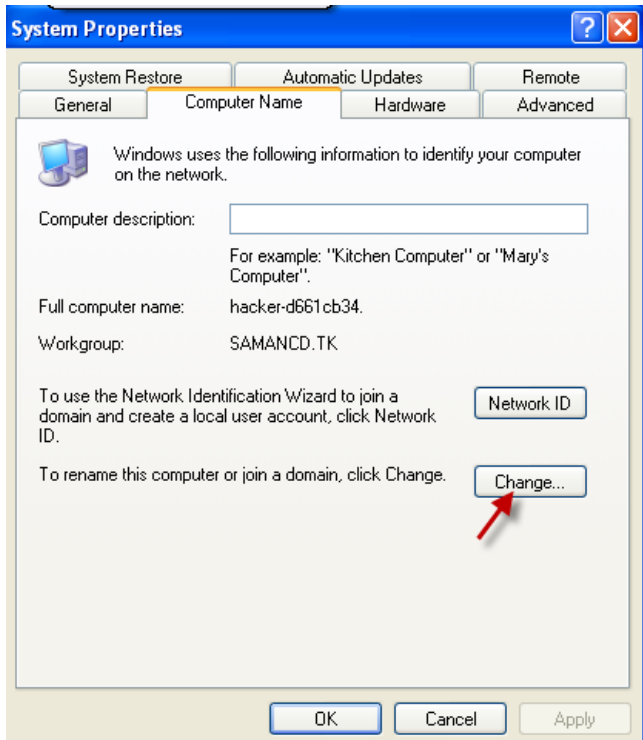 System Properties
System Restore
Automatic Updates
Remote
General
Computer Name
Hardware
Advanced
Windows uses the following information to identify your computer
on the network.
Computer description:
For example: "Kitchen Computer" or "Mary's
Computer".
Full computer name:
hacker-d661cb34.
Workgroup:
SAMANCD.TK
To use the Network Identification Wizard to join a
domain and create a local user account, click Network
ID.
Network ID
To rename this computer or join a domain, click Change.
Change...
OK
Cancel
Apply